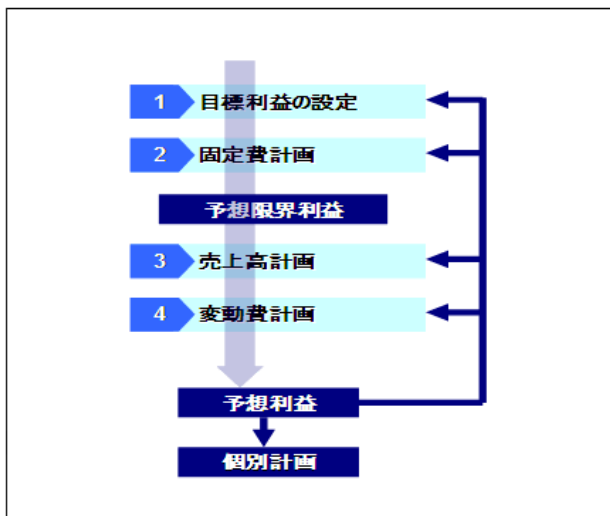 1 目標利益の設定
2 固定費計画
予想限界利益
3 売上高計画
4 変動費計画
予想利益
個別計画